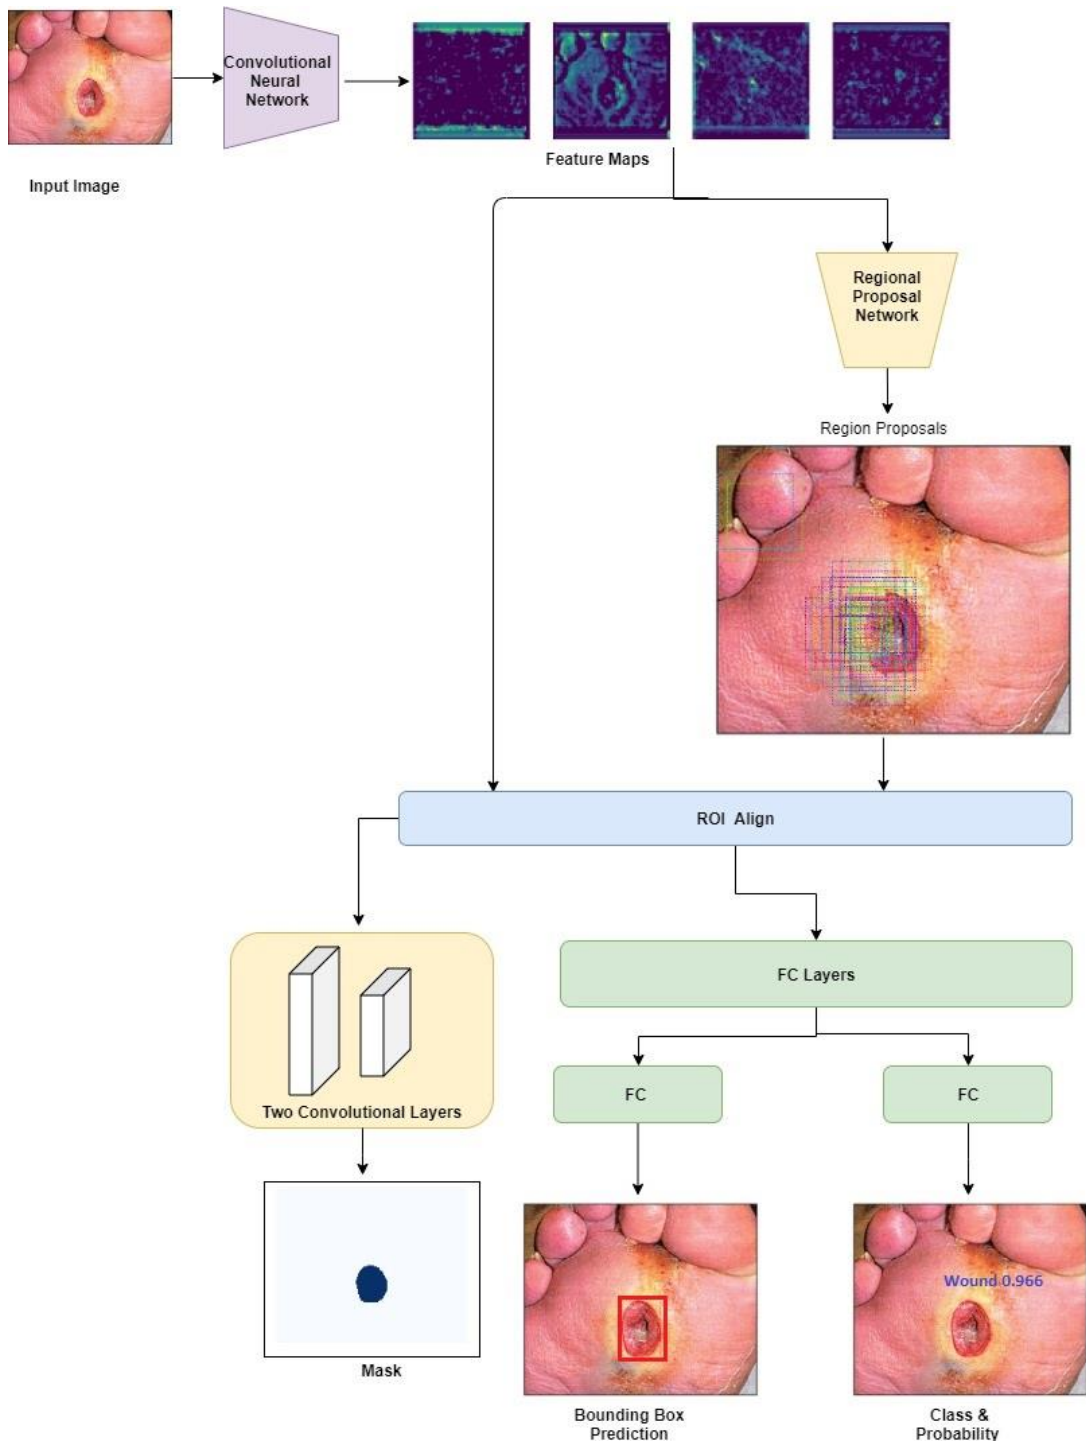 Convolutional
Neural
Network
Input Image
Feature Maps
Regional
Proposal
Network
Region Proposals
ROI Align
FC Layers
Two Convolutional Layers
FC
FC
Mask
Wound 0.966
Bounding Box
Prediction
Class &
Probability